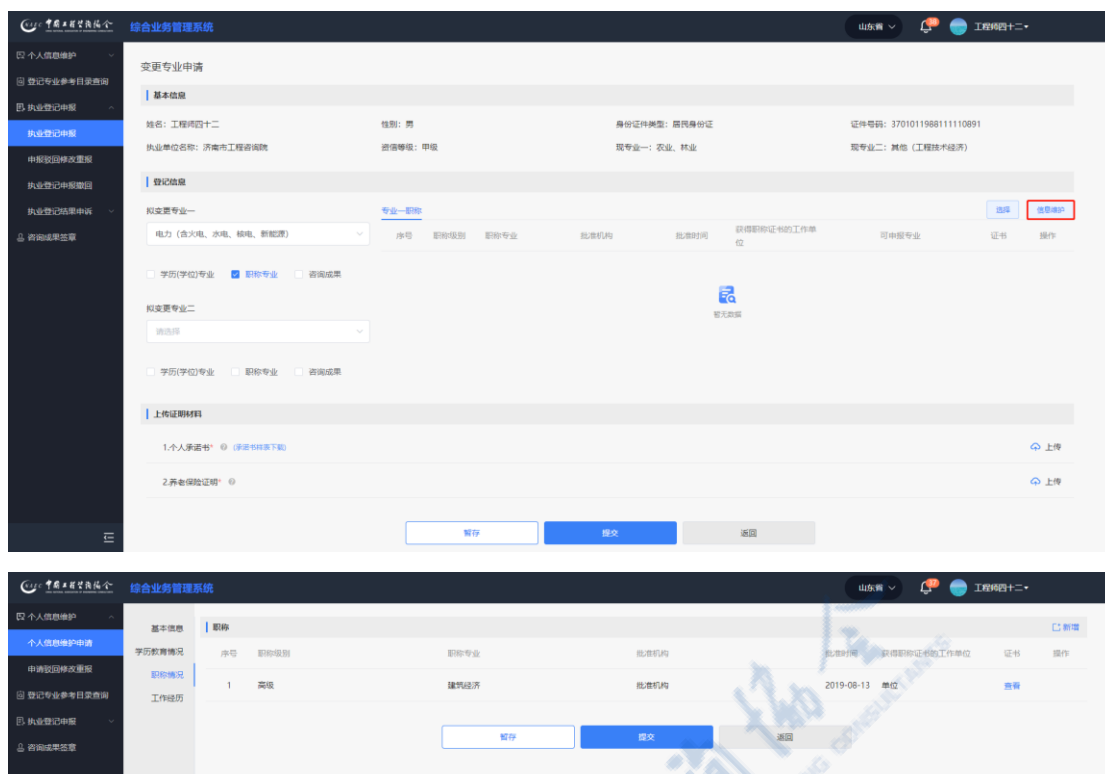 中国工程咨询协会 综合业务管理系统 山东省 38 工程师四十二
个人信息维护
登记专业参考目录查询
执业登记申报
执业登记申报
申报驳回修改重报
执业登记申报撤回
执业登记结果申诉
咨询成果签章
变更专业申请
基本信息
姓名：工程师四十二 性别：男 身份证件类型：居民身份证 证件号码：3701011988111110891
执业单位名称：济南市工程咨询院 资信等级：甲级 现专业一：农业、林业 现专业二：其他（工程技术经济）
登记信息
拟变更专业一 专业一职称 选择 信息维护
电力（含火电、水电、核电、新能源）
序号 职称级别 职称专业 批准机构 批准时间 获得职称证书的工作单位 可申报专业 证书 操作
学历(学位)专业 职称专业 咨询成果
暂无数据
拟变更专业二
请选择
学历(学位)专业 职称专业 咨询成果
上传证明材料
1.个人承诺书* (承诺书样表下载) 上传
2.养老保险证明* 上传
暂存 提交 返回
中国工程咨询协会 综合业务管理系统 山东省 37 工程师四十二
个人信息维护
个人信息维护申请
申请驳回修改重报
登记专业参考目录查询
执业登记申报
咨询成果签章
基本信息
学历教育情况
职称情况
工作经历
职称 新增
序号 职称级别 职称专业 批准机构 批准时间 获得职称证书的工作单位 证书 操作
1 高级 建筑经济 批准机构 2019-08-13 单位 查看
暂存 提交 返回